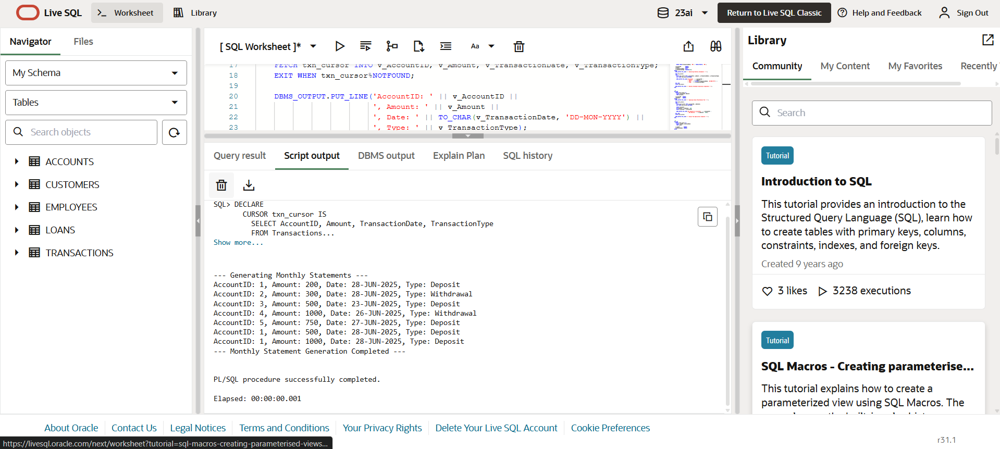 Live SQL
Worksheet
Library
23ai
Return to Live SQL Classic
Help and Feedback
Sign Out
Navigator
Files
My Schema
Tables
Search objects
ACCOUNTS
CUSTOMERS
EMPLOYEES
LOANS
TRANSACTIONS
[ SQL Worksheet ]*
Aa
17 FETCH txn_cursor INTO v_AccountID, v_Amount, v_TransactionDate, v_TransactionType;
18 EXIT WHEN txn_cursor%NOTFOUND;
19
20 DBMS_OUTPUT.PUT_LINE('AccountID: ' || v_AccountID ||
21 ', Amount: ' || v_Amount ||
22 ', Date: ' || TO_CHAR(v_TransactionDate, 'DD-MON-YYYY') ||
23 ', Type: ' || v_TransactionType);
Query result
Script output
DBMS output
Explain Plan
SQL history
SQL> DECLARE
CURSOR txn_cursor IS
SELECT AccountID, Amount, TransactionDate, TransactionType
FROM Transactions...
Show more...
--- Generating Monthly Statements ---
AccountID: 1, Amount: 200, Date: 28-JUN-2025, Type: Deposit
AccountID: 2, Amount: 300, Date: 28-JUN-2025, Type: Withdrawal
AccountID: 3, Amount: 500, Date: 23-JUN-2025, Type: Deposit
AccountID: 4, Amount: 1000, Date: 26-JUN-2025, Type: Withdrawal
AccountID: 5, Amount: 750, Date: 27-JUN-2025, Type: Deposit
AccountID: 1, Amount: 500, Date: 28-JUN-2025, Type: Deposit
AccountID: 1, Amount: 1000, Date: 28-JUN-2025, Type: Deposit
--- Monthly Statement Generation Completed ---
PL/SQL procedure successfully completed.
Elapsed: 00:00:00.001
Library
Community
My Content
My Favorites
Recently
Search
Tutorial
Introduction to SQL
This tutorial provides an introduction to the
Structured Query Language (SQL), learn how
to create tables with primary keys, columns,
constraints, indexes, and foreign keys.
Created 9 years ago
3 likes
3238 executions
Tutorial
SQL Macros - Creating parameterise...
This tutorial explains how to create a
parameterized view using SQL Macros. The
About Oracle
Contact Us
Legal Notices
Terms and Conditions
Your Privacy Rights
Delete Your Live SQL Account
Cookie Preferences
r31.1
https://livesql.oracle.com/next/worksheet?tutorial=sql-macros-creating-parameterised-views...